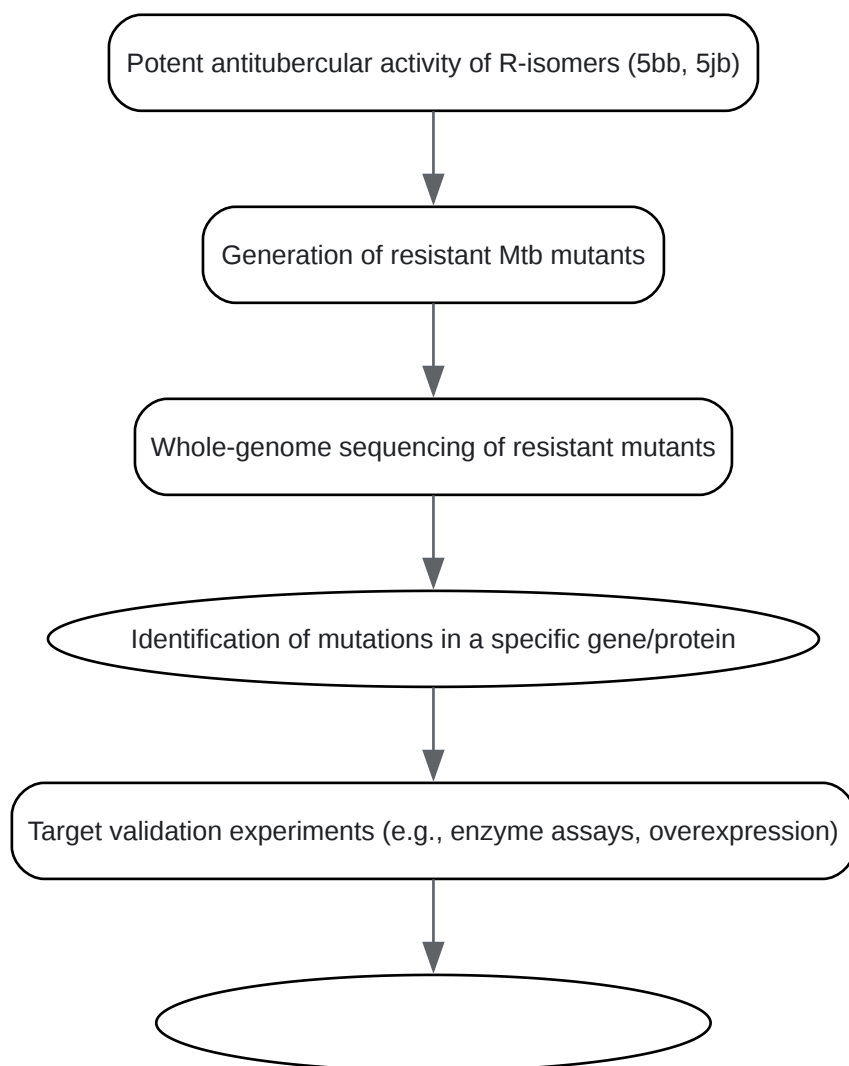 Potent antitubercular activity of R-isomers (5bb, 5jb)
Generation of resistant Mtb mutants
Whole-genome sequencing of resistant mutants
Identification of mutations in a specific gene/protein
Target validation experiments (e.g., enzyme assays, overexpression)